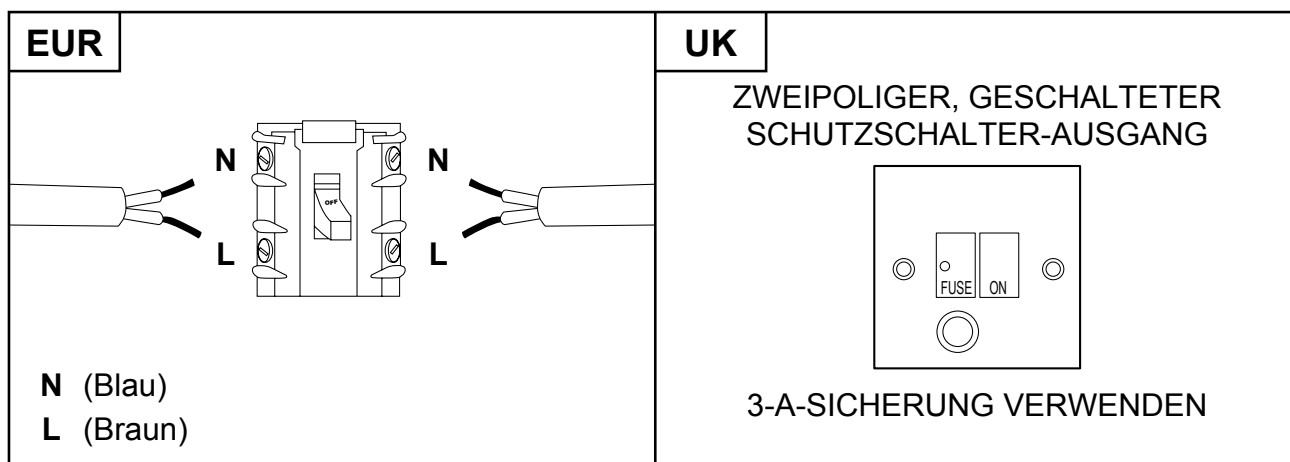 EUR
N
N
OFF
L
L
N (Blau)
L (Braun)
UK
ZWEIPOLIGER, GESCHALTETER
SCHUTZSCHALTER-AUSGANG
FUSE ON
3-A-SICHERUNG VERWENDEN